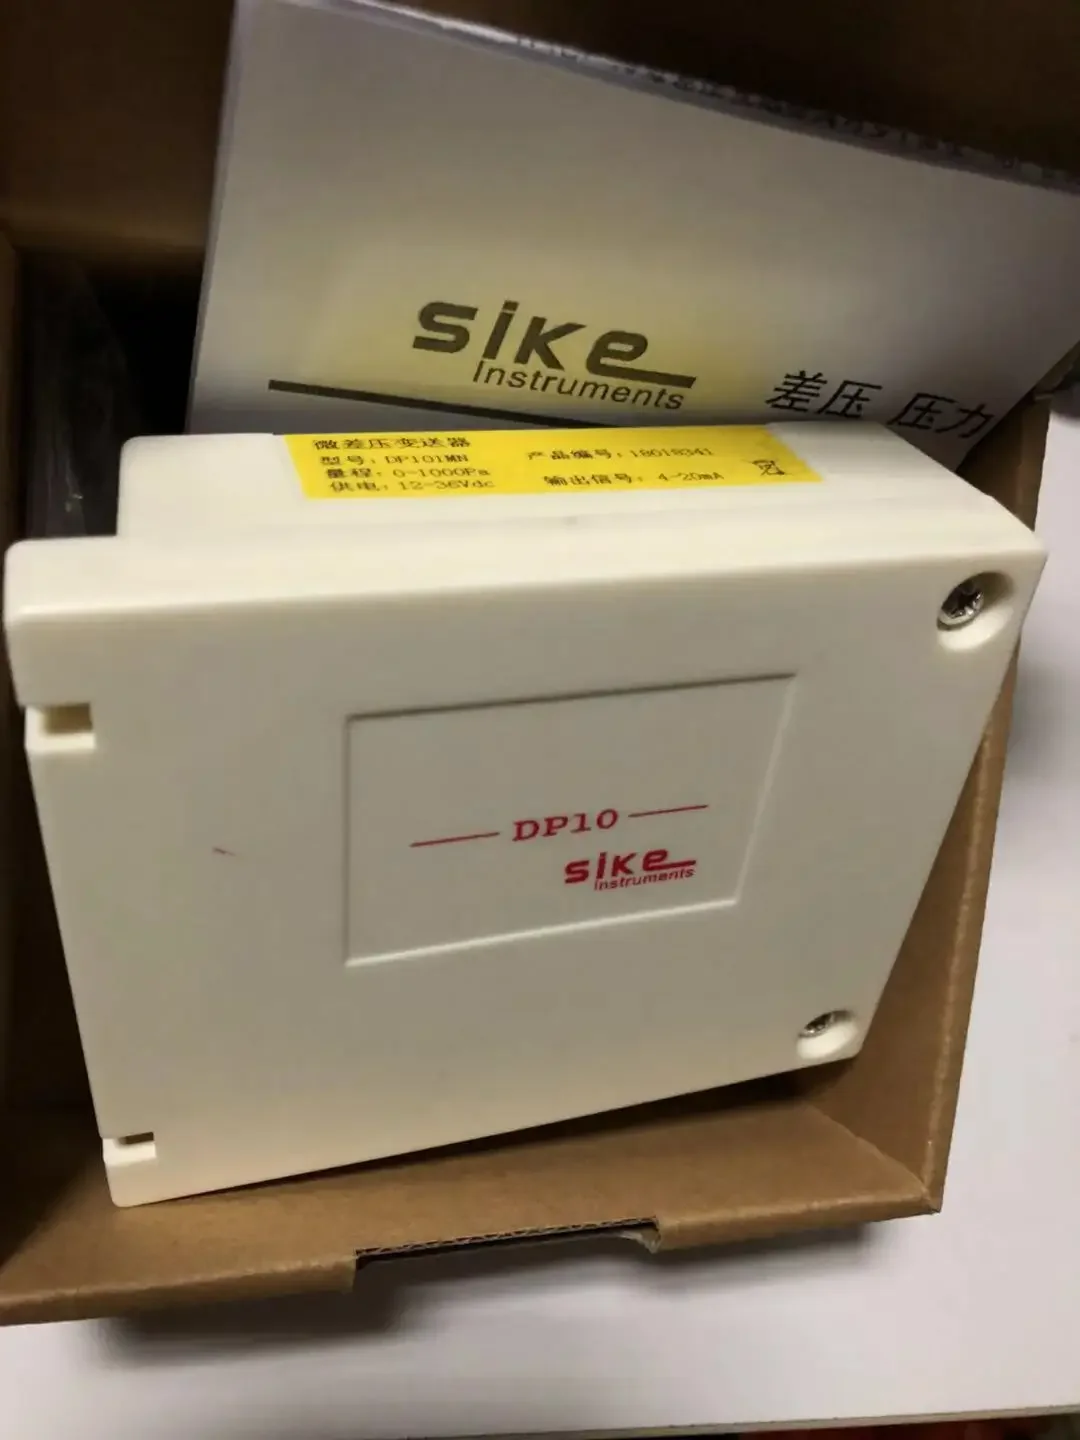 sike
Instruments
差压 压力
微差压变送器
型号: DP101MN 产品编号: 18018341
量程: 0-1000Pa
供电: 12-36Vdc 输出信号: 4-20mA
DP10
sike
instruments